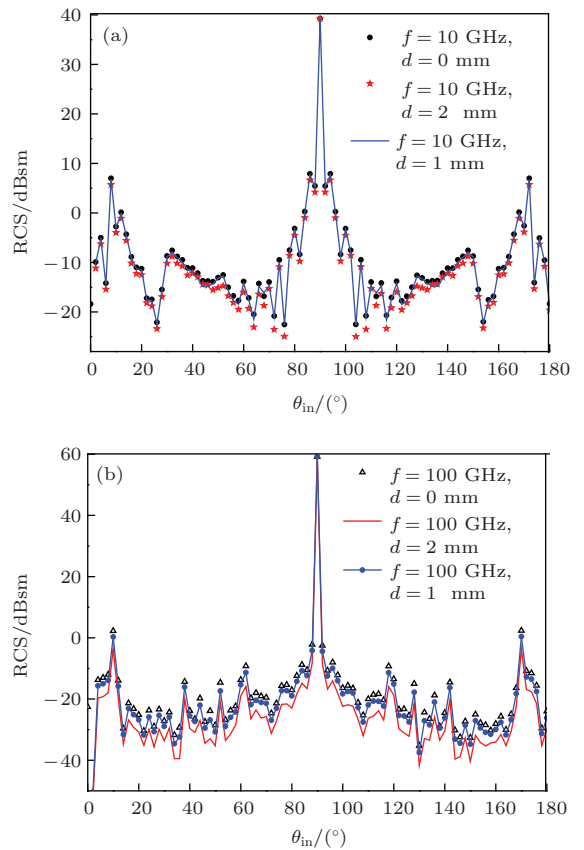 (a)
f = 10 GHz,
d = 0 mm
f = 10 GHz,
d = 2 mm
f = 10 GHz,
d = 1 mm
RCS/dBsm
40
30
20
10
0
−10
−20
0 20 40 60 80 100 120 140 160 180
θin/(°)
(b)
f = 100 GHz,
d = 0 mm
f = 100 GHz,
d = 2 mm
f = 100 GHz,
d = 1 mm
RCS/dBsm
60
40
20
0
−20
−40
0 20 40 60 80 100 120 140 160 180
θin/(°)